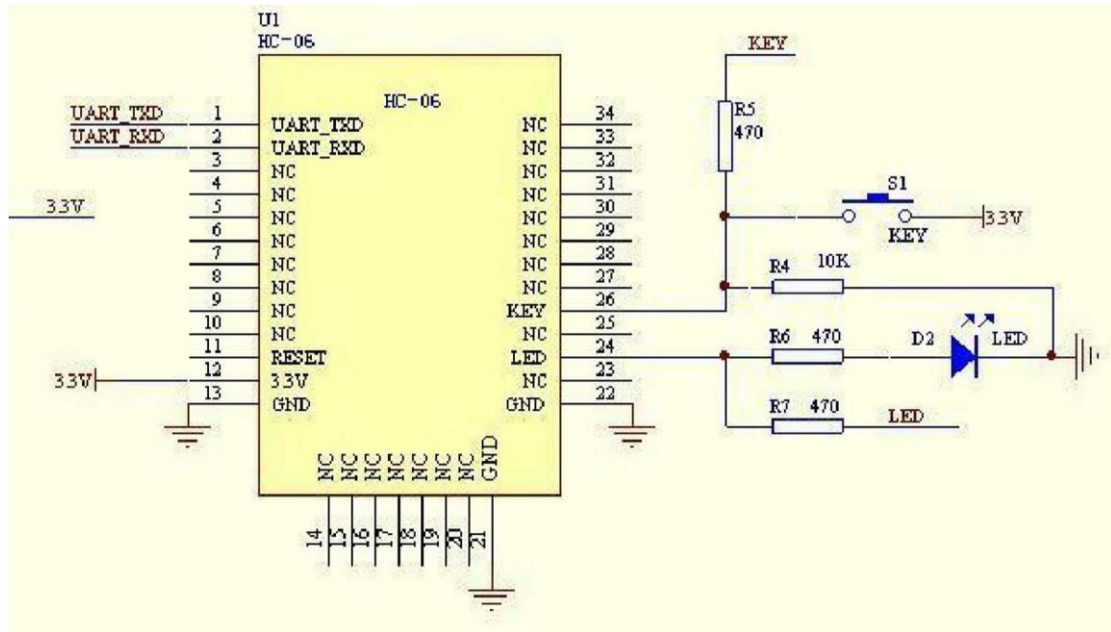 U1
HC-06
HC-06
UART_TXD 1 UART_TXD
UART_RXD 2 UART_RXD
3 NC
4 NC
33V
5 NC
6 NC
7 NC
8 NC
9 NC
10 NC
11 RESET
33V 12 33V
13 GND
NC 34
NC 33
NC 32
NC 31
NC 30
NC 29
NC 28
NC 27
KEY 26
NC 25
LED 24
NC 23
GND 22
NC NC NC NC NC NC NC GND
14 15 16 17 18 19 20 21
KEY
R5
470
S1
KEY
33V
R4 10K
R6 470
D2 LED
R7 470
LED